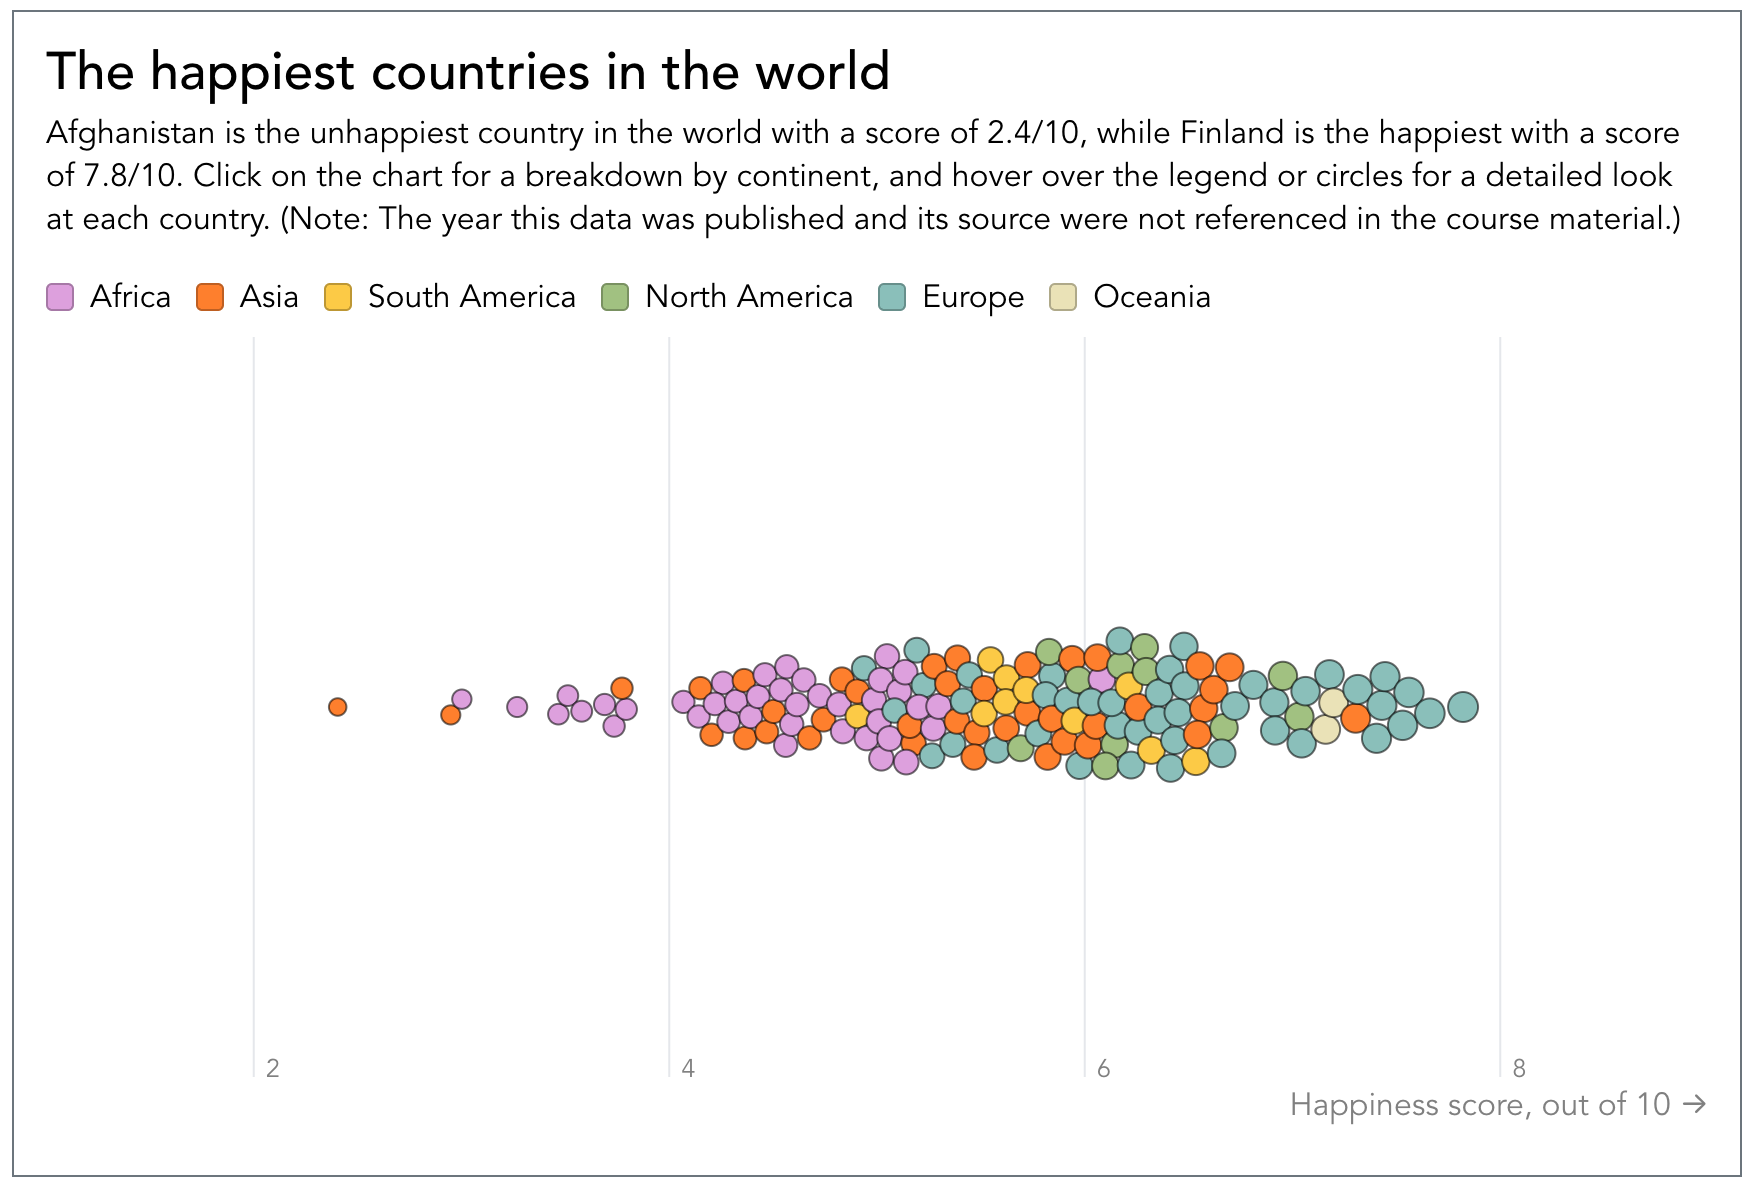 The happiest countries in the world
Afghanistan is the unhappiest country in the world with a score of 2.4/10, while Finland is the happiest with a score
of 7.8/10. Click on the chart for a breakdown by continent, and hover over the legend or circles for a detailed look
at each country. (Note: The year this data was published and its source were not referenced in the course material.)
Africa Asia South America North America Europe Oceania
2 4 6 8
Happiness score, out of 10 →